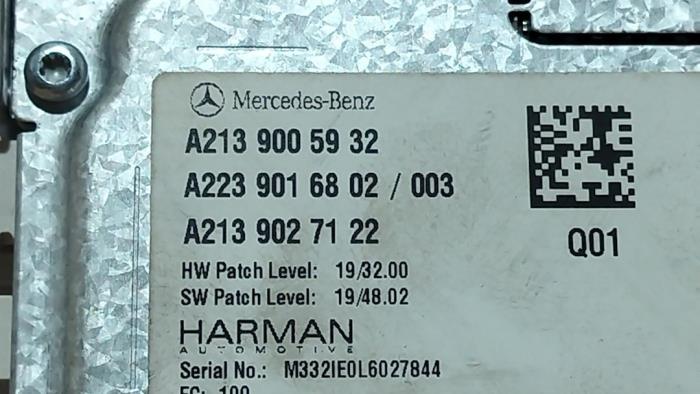 Mercedes-Benz
A213 900 59 32
A223 901 68 02 / 003
A213 902 71 22
Q01
HW Patch Level: 19/32.00
SW Patch Level: 19/48.02
HARMAN
AUTOMOTIVE
Serial No.: M332IE0L6027844